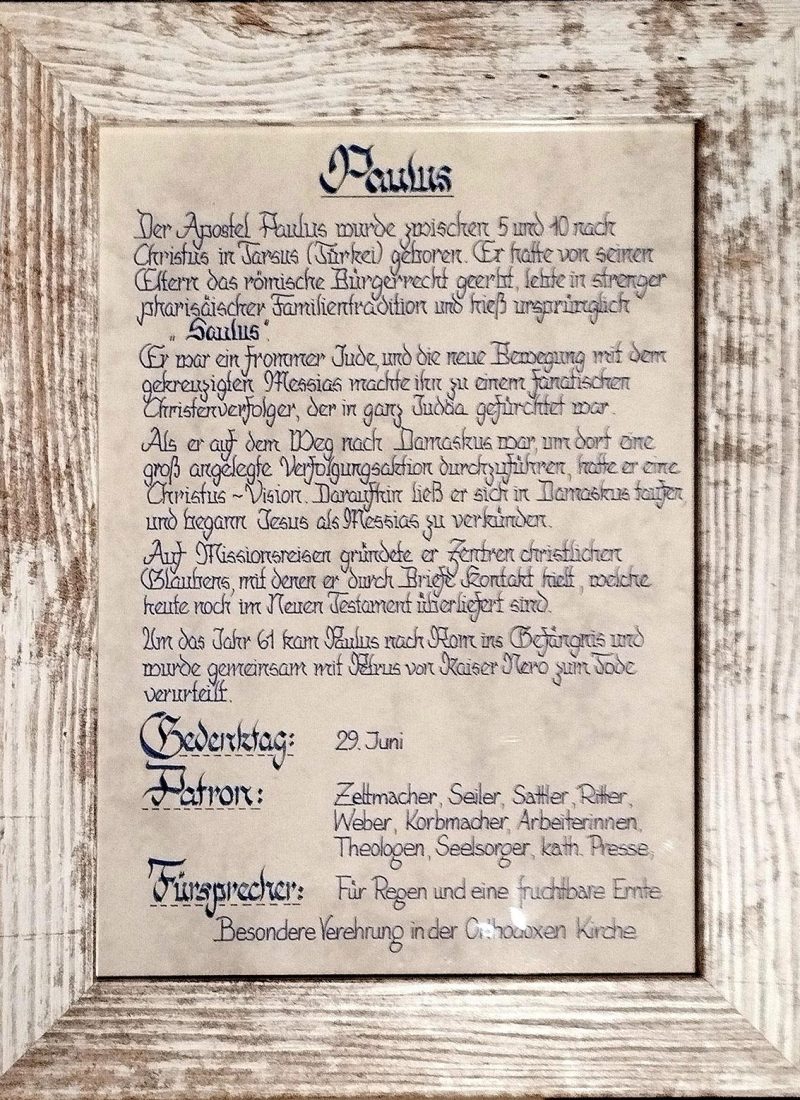 Paulus
Der Apostel Paulus wurde zwischen 5 und 10 nach
Christus in Tarsus (Türkei) geboren. Er hatte von seinen
Eltern das römische Bürgerrecht geerbt, lebte in strenger
pharisäischer Familientradition und hieß ursprünglich
„Saulus“.
Er war ein frommer Jude, und die neue Bewegung mit dem
gekreuzigten Messias machte ihn zu einem fanatischen
Christenverfolger, der in ganz Judäa gefürchtet war.
Als er auf dem Weg nach Damaskus war, um dort eine
groß angelegte Verfolgungsaktion durchzuführen, hatte er eine
Christus ~ Vision. Daraufhin ließ er sich in Damaskus taufen,
und begann Jesus als Messias zu verkünden.
Auf Missionsreisen gründete er Zentren christlichen
Glaubens, mit denen er durch Briefe Kontakt hielt, welche
heute noch im Neuen Testament überliefert sind.
Um das Jahr 61 kam Paulus nach Rom ins Gefängnis und
wurde gemeinsam mit Petrus von Kaiser Nero zum Tode
verurteilt.
Gedenktag: 29. Juni
Patron: Zeltmacher, Seiler, Sattler, Ritter,
Weber, Korbmacher, Arbeiterinnen,
Theologen, Seelsorger, kath. Presse,
Fürsprecher: Für Regen und eine fruchtbare Ernte
Besondere Verehrung in der Orthodoxen Kirche